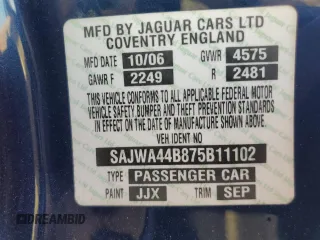 MFD BY JAGUAR CARS LTD
COVENTRY ENGLAND
MFD DATE 10/06 GVWR 4575
GAWR F 2249 R 2481
THIS VEHICLE CONFORMS TO ALL APPLICABLE FEDERAL MOTOR
VEHICLE SAFETY, BUMPER, AND THEFT PREVENTION
STANDARDS IN EFFECT ON THE DATE OF MANUFACTURE
SHOWN ABOVE
VEH IDENT NO
SAJWA44B875B11102
TYPE PASSENGER CAR
PAINT JJX TRIM SEP
© IDREAMBID